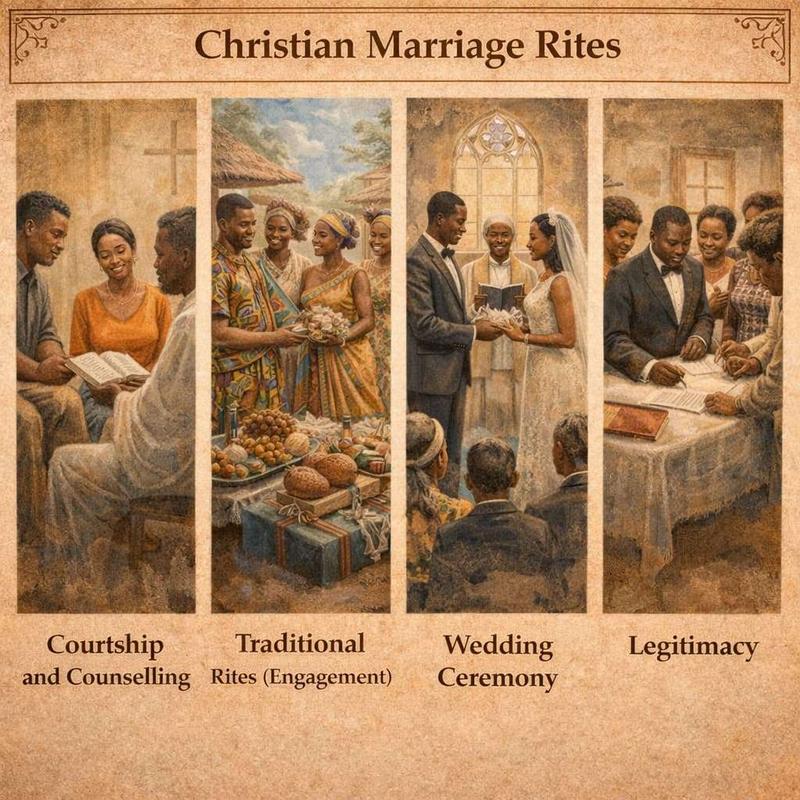 Christian Marriage Rites
Courtship
and Counselling
Traditional
Rites (Engagement)
Wedding
Ceremony
Legitimacy